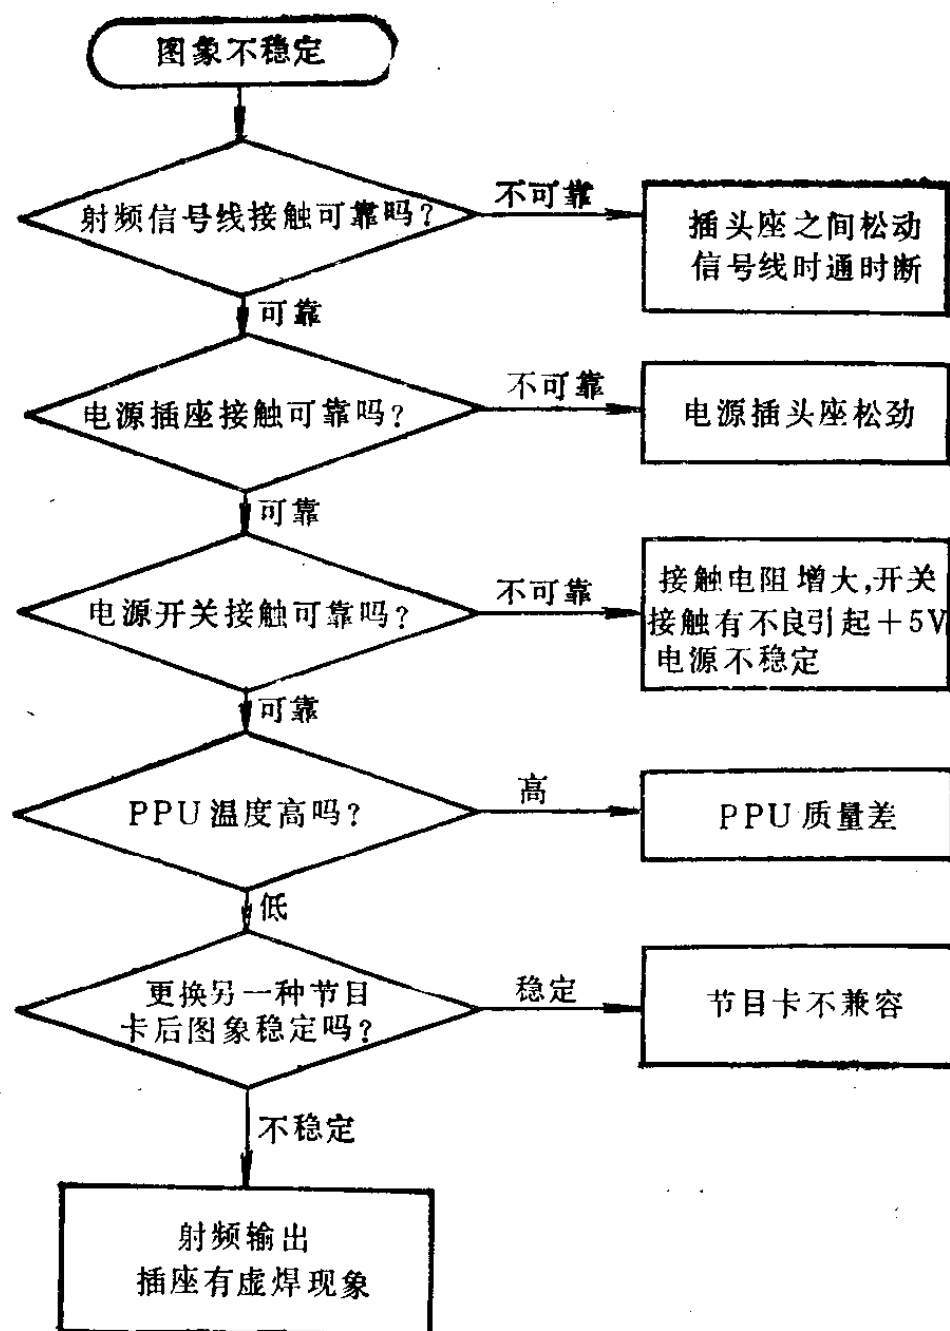 图象不稳定
射频信号线接触可靠吗?
不可靠
插头座之间松动
信号线时通时断
可靠
电源插座接触可靠吗?
不可靠
电源插头座松劲
可靠
电源开关接触可靠吗?
不可靠
接触电阻增大,开关
接触有不良引起+5V
电源不稳定
可靠
PPU温度高吗?
高
PPU质量差
低
更换另一种节目
卡后图象稳定吗?
稳定
节目卡不兼容
不稳定
射频输出
插座有虚焊现象